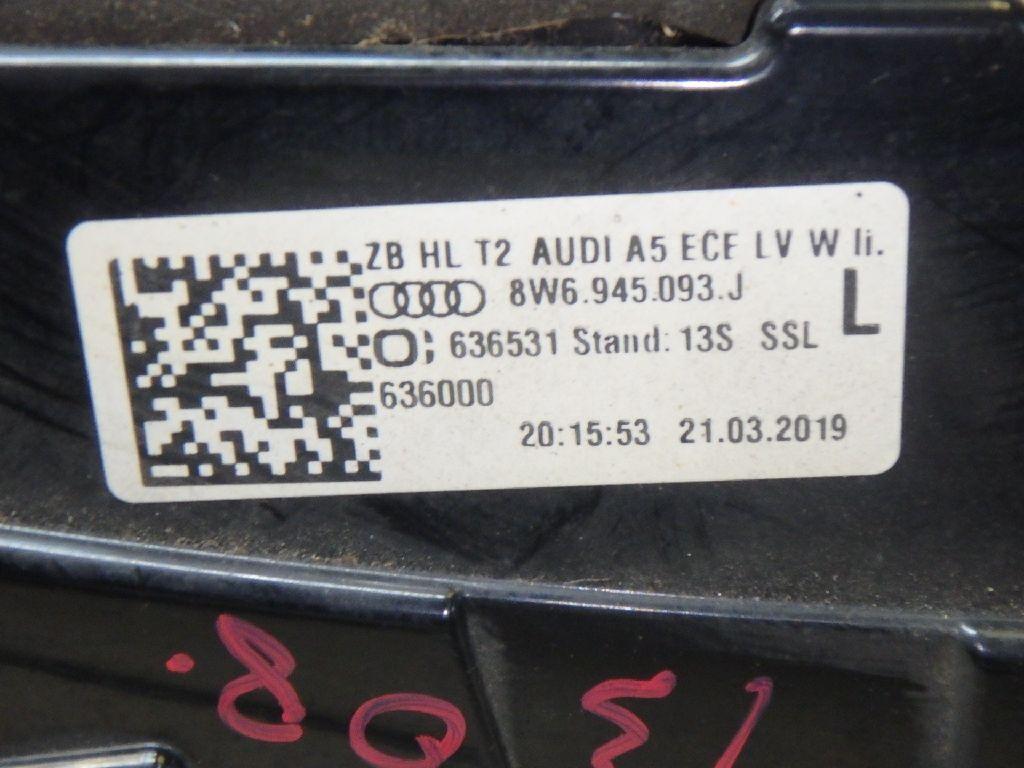 ZB HL T2 AUDI A5 ECE LV W li.
8W6.945.093.J
L
636531 Stand: 13S SSL
636000
20:15:53 21.03.2019